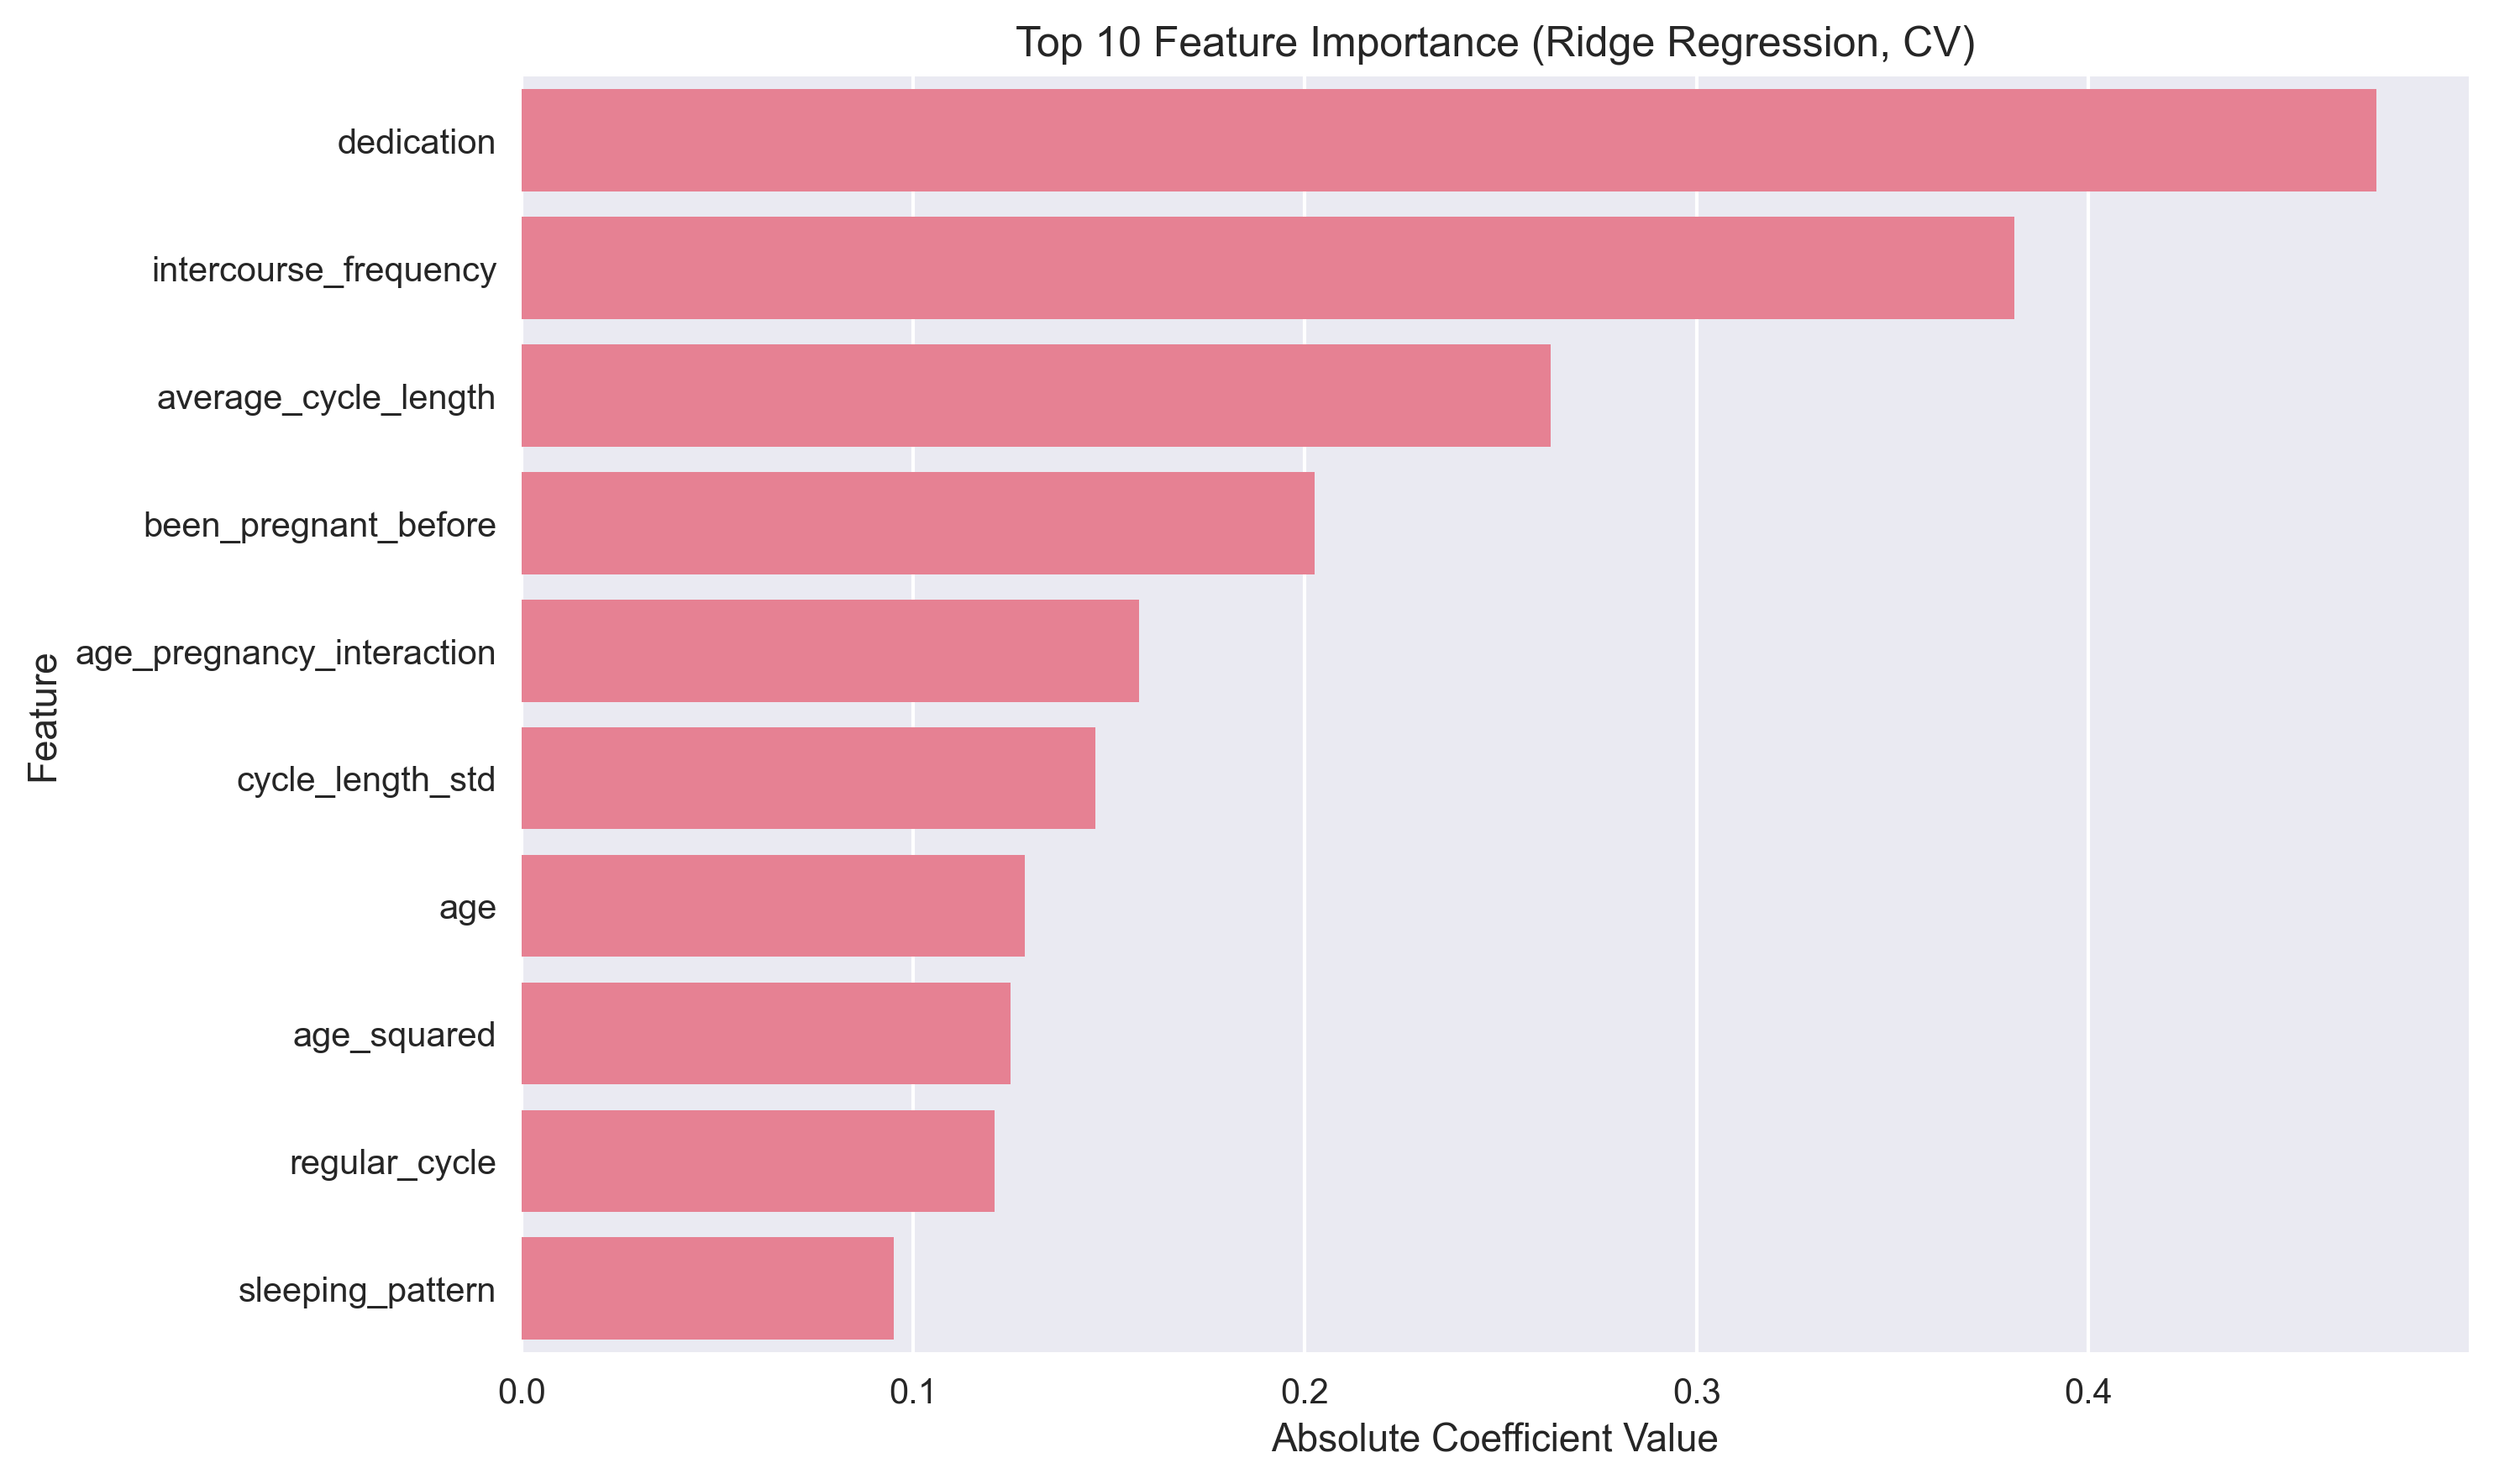 Top 10 Feature Importance (Ridge Regression, CV)
Feature
dedication
intercourse_frequency
average_cycle_length
been_pregnant_before
age_pregnancy_interaction
cycle_length_std
age
age_squared
regular_cycle
sleeping_pattern
0.0 0.1 0.2 0.3 0.4
Absolute Coefficient Value